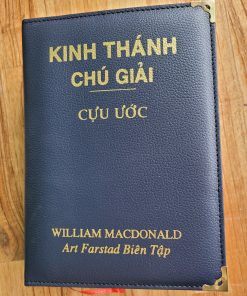 KINH THÁNH
CHÚ GIẢI
CỰU ƯỚC
WILLIAM MACDONALD
Art Farstad Biên Tập